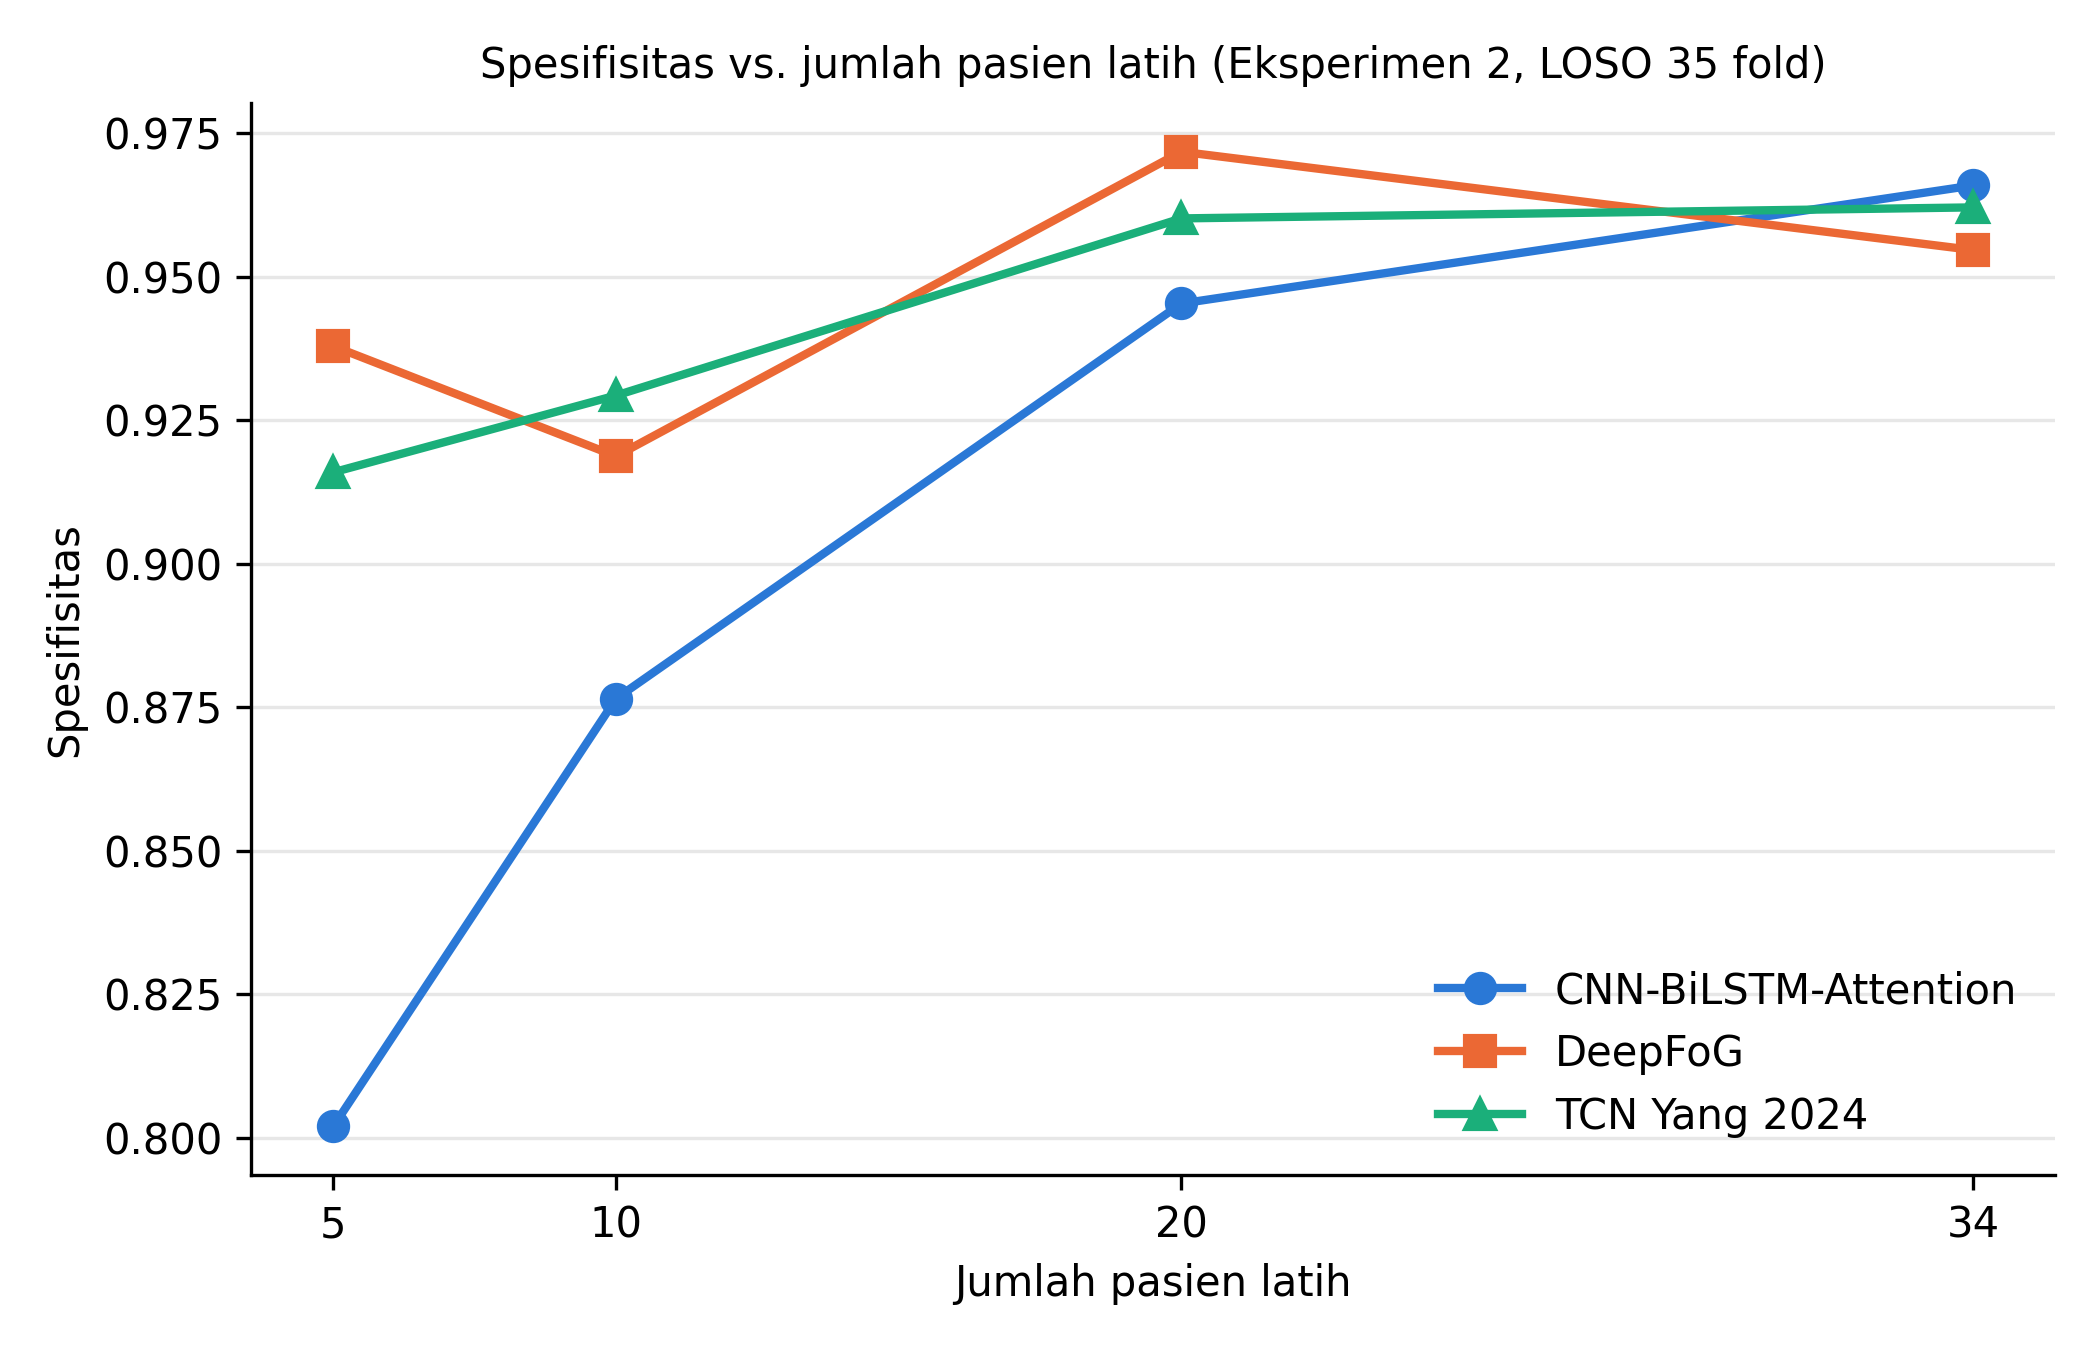 Spesifisitas vs. jumlah pasien latih (Eksperimen 2, LOSO 35 fold)
Spesifisitas
0.975
0.950
0.925
0.900
0.875
0.850
0.825
0.800
CNN-BiLSTM-Attention
DeepFoG
TCN Yang 2024
5 10 20 34
Jumlah pasien latih